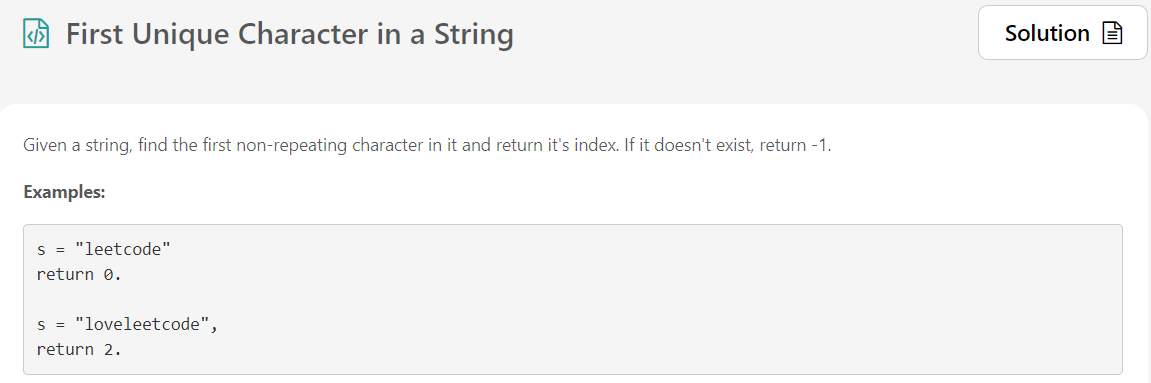 First Unique Character in a String
Solution
Given a string, find the first non-repeating character in it and return it's index. If it doesn't exist, return -1.
Examples:
s = "leetcode"
return 0.
s = "loveleetcode",
return 2.